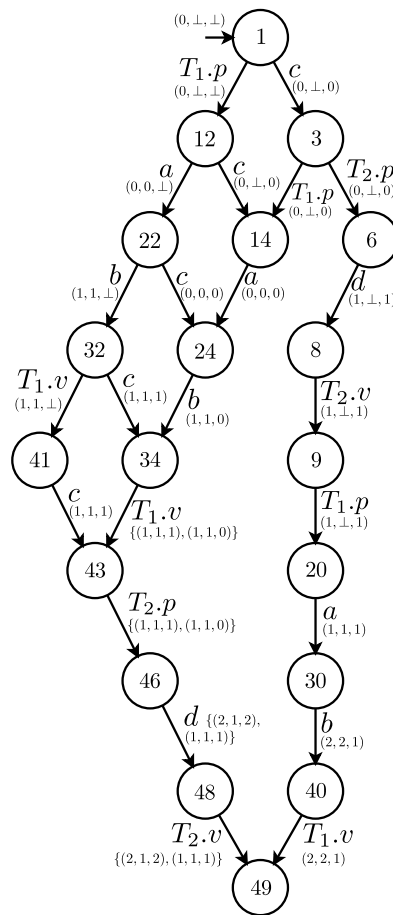 (0, ⊥, ⊥)
1
T₁.p
(0, ⊥, ⊥)
c
(0, ⊥, 0)
12
3
a
(0, 0, ⊥)
c
(0, ⊥, 0)
T₁.p
(0, ⊥, 0)
T₂.p
(0, ⊥, 0)
22
14
6
b
(1, 1, ⊥)
c
(0, 0, 0)
a
(0, 0, 0)
d
(1, ⊥, 1)
32
24
8
T₁.v
(1, 1, ⊥)
c
(1, 1, 1)
b
(1, 1, 0)
T₂.v
(1, ⊥, 1)
41
34
9
c
(1, 1, 1)
T₁.v
{(1, 1, 1), (1, 1, 0)}
T₁.p
(1, ⊥, 1)
43
20
T₂.p
{(1, 1, 1), (1, 1, 0)}
a
(1, 1, 1)
46
30
d {(2, 1, 2),
(1, 1, 1)}
b
(2, 2, 1)
48
40
T₂.v
{(2, 1, 2), (1, 1, 1)}
T₁.v
(2, 2, 1)
49